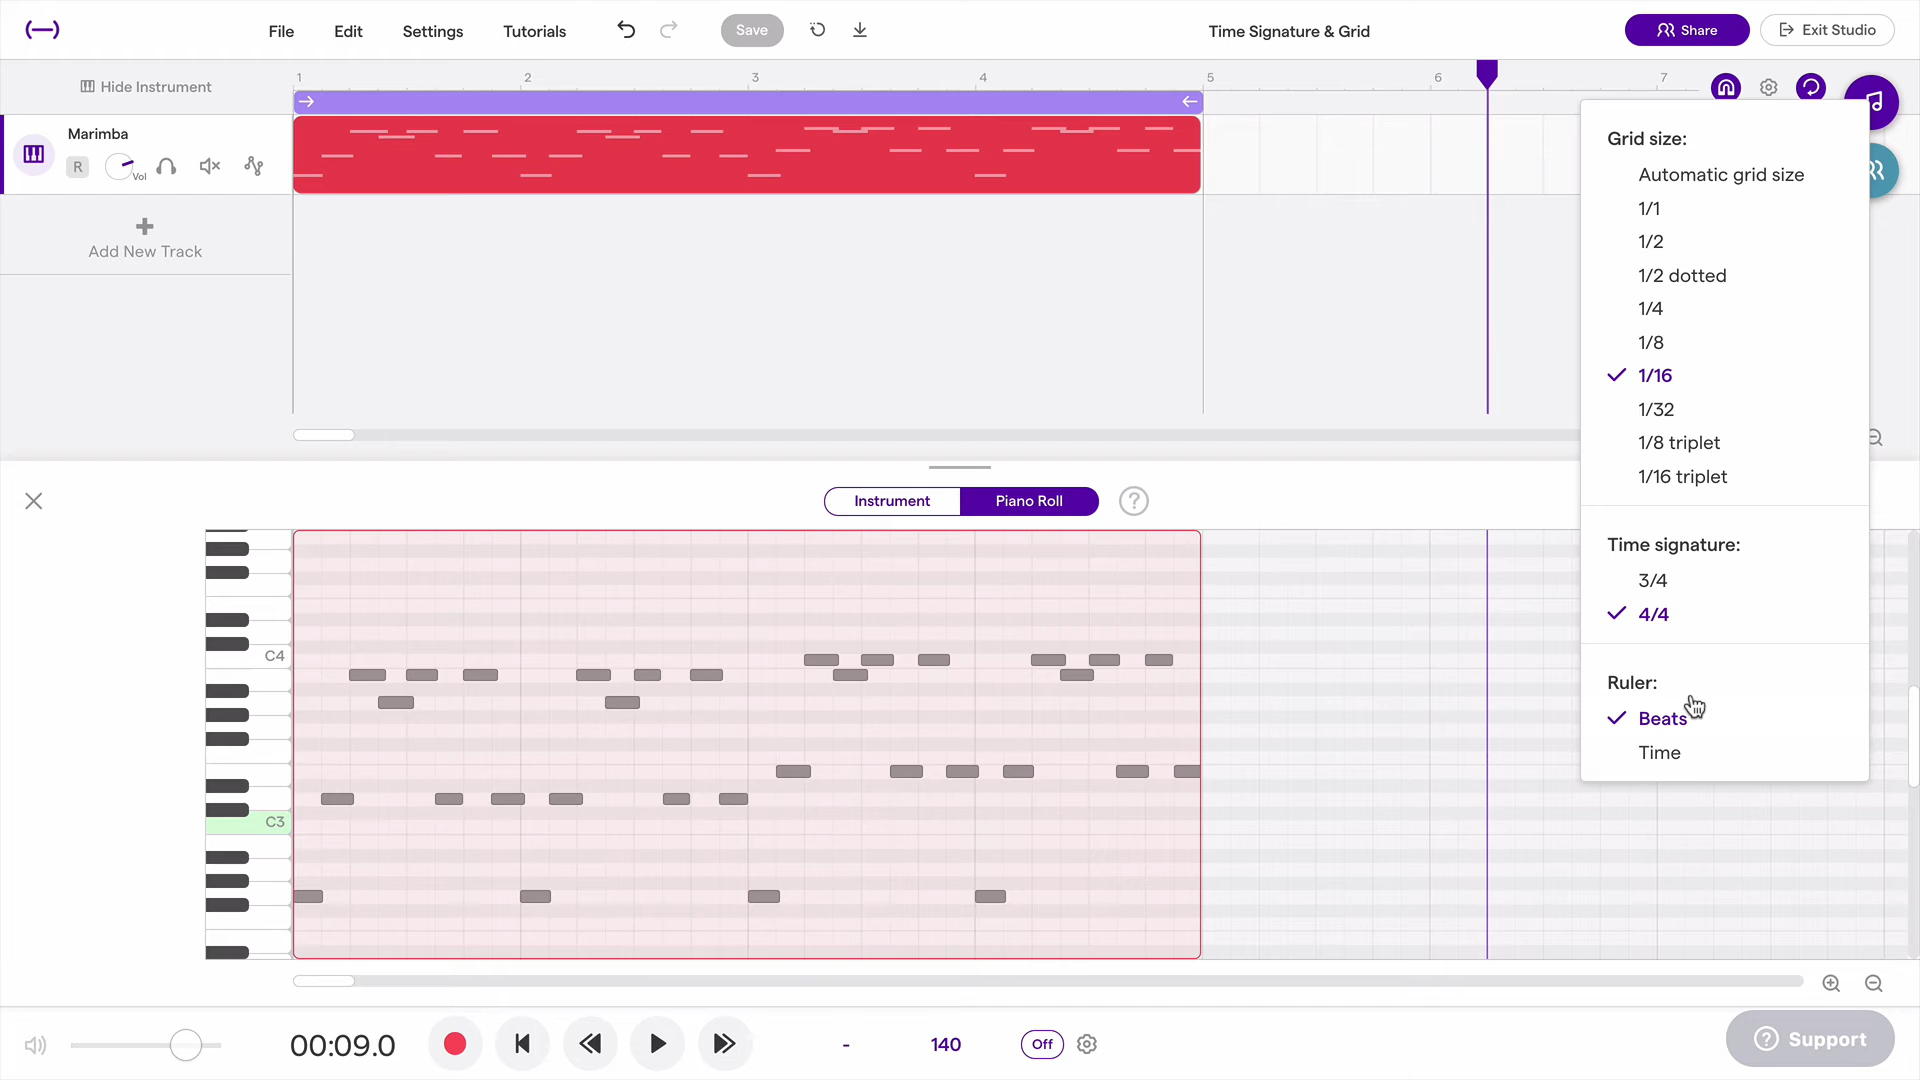 File
Edit
Settings
Tutorials
Save
Time Signature & Grid
Share
Exit Studio
Hide Instrument
1
2
3
4
5
6
7
Marimba
R
Vol
Add New Track
Grid size:
Automatic grid size
1/1
1/2
1/2 dotted
1/4
1/8
1/16
1/32
1/8 triplet
1/16 triplet
Time signature:
3/4
4/4
Ruler:
Beats
Time
Instrument
Piano Roll
?
C4
C3
00:09.0
-
140
Off
? Support